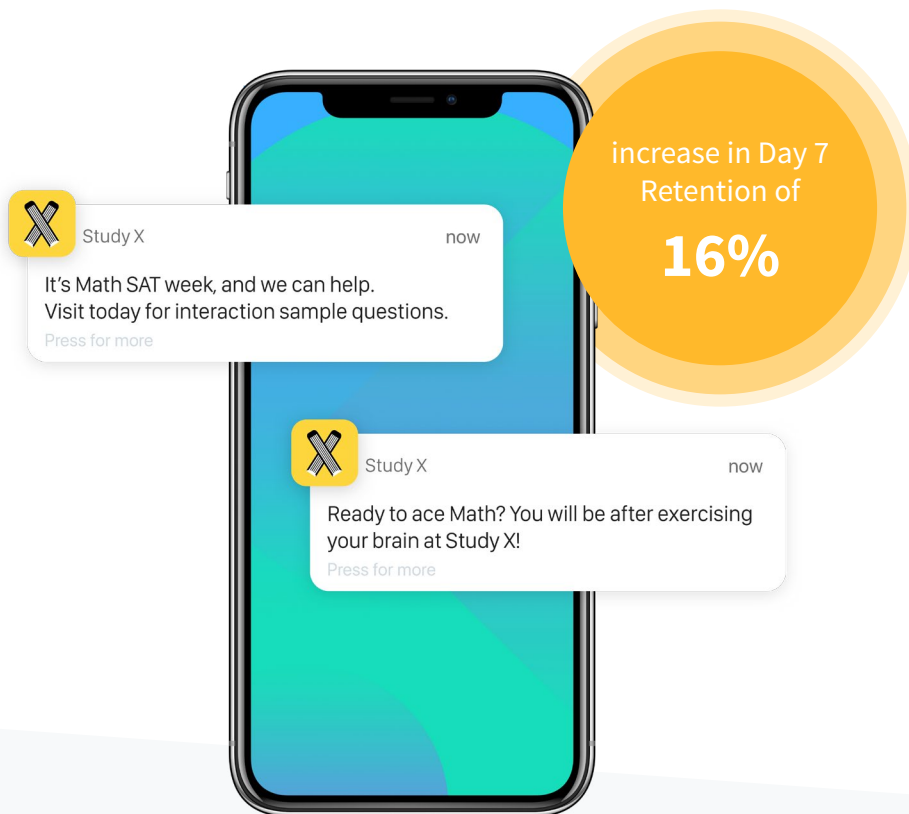 increase in Day 7
Retention of
16%
Study X
now
It's Math SAT week, and we can help.
Visit today for interaction sample questions.
Press for more
Study X
now
Ready to ace Math? You will be after exercising
your brain at Study X!
Press for more